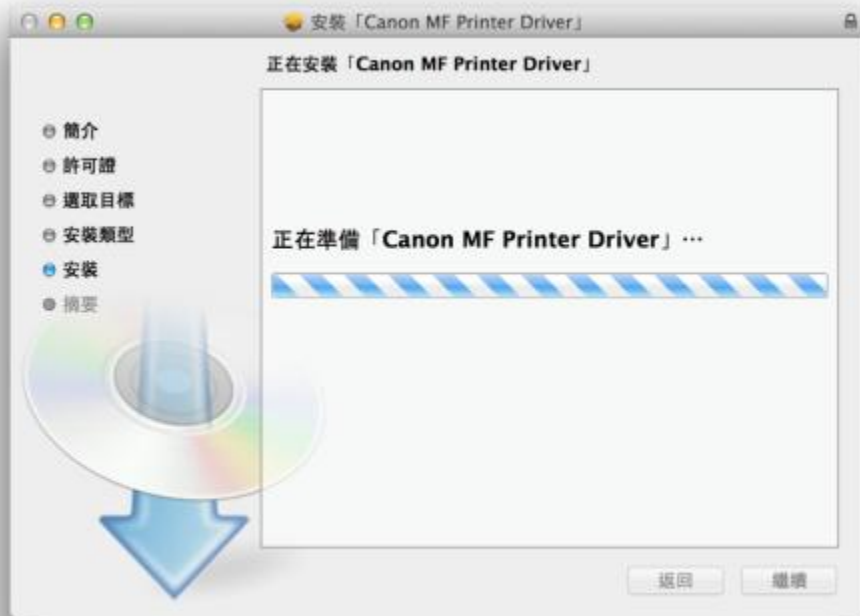 安裝「Canon MF Printer Driver」
正在安裝「Canon MF Printer Driver」
簡介
許可證
選取目標
安裝類型
安裝
摘要
正在準備「Canon MF Printer Driver」⋯
返回
繼續